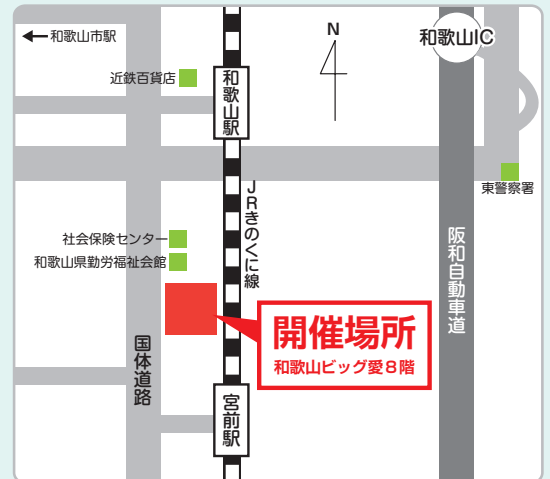 ←和歌山市駅
N
和歌山IC
近鉄百貨店
和歌山駅
東警察署
JRきのくに線
社会保険センター
和歌山県勤労福祉会館
阪和自動車道
開催場所
和歌山ビッグ愛8階
国体道路
宮前駅